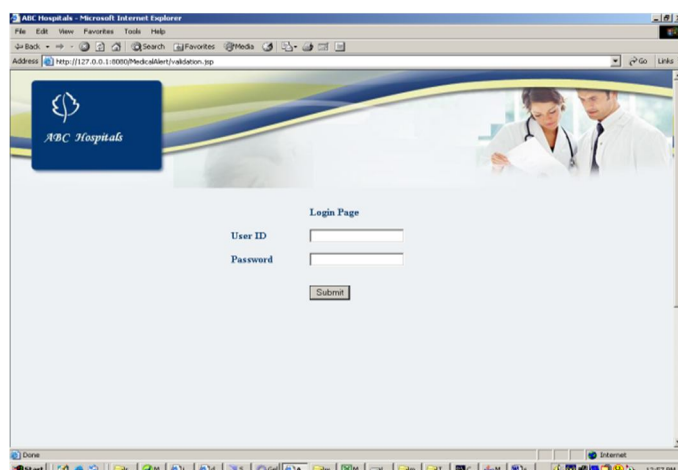 ABC Hospitals - Microsoft Internet Explorer
File Edit View Favorites Tools Help
Back Search Favorites Media
Address http://127.0.0.1:8080/MedicalAlert/validation.jsp Go Links
ABC Hospitals
Login Page
User ID
Password
Submit
Done Internet
Start